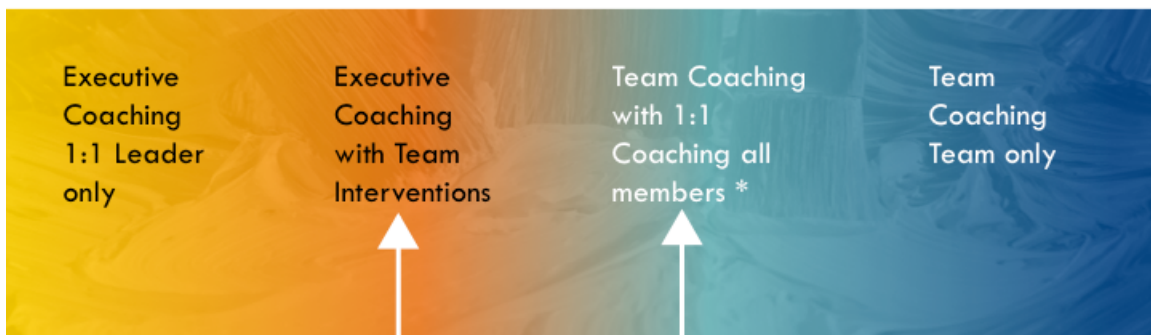 Executive
Coaching
1:1 Leader
only
Executive
Coaching
with Team
Interventions
Team Coaching
with 1:1
Coaching all
members *
Team
Coaching
Team only